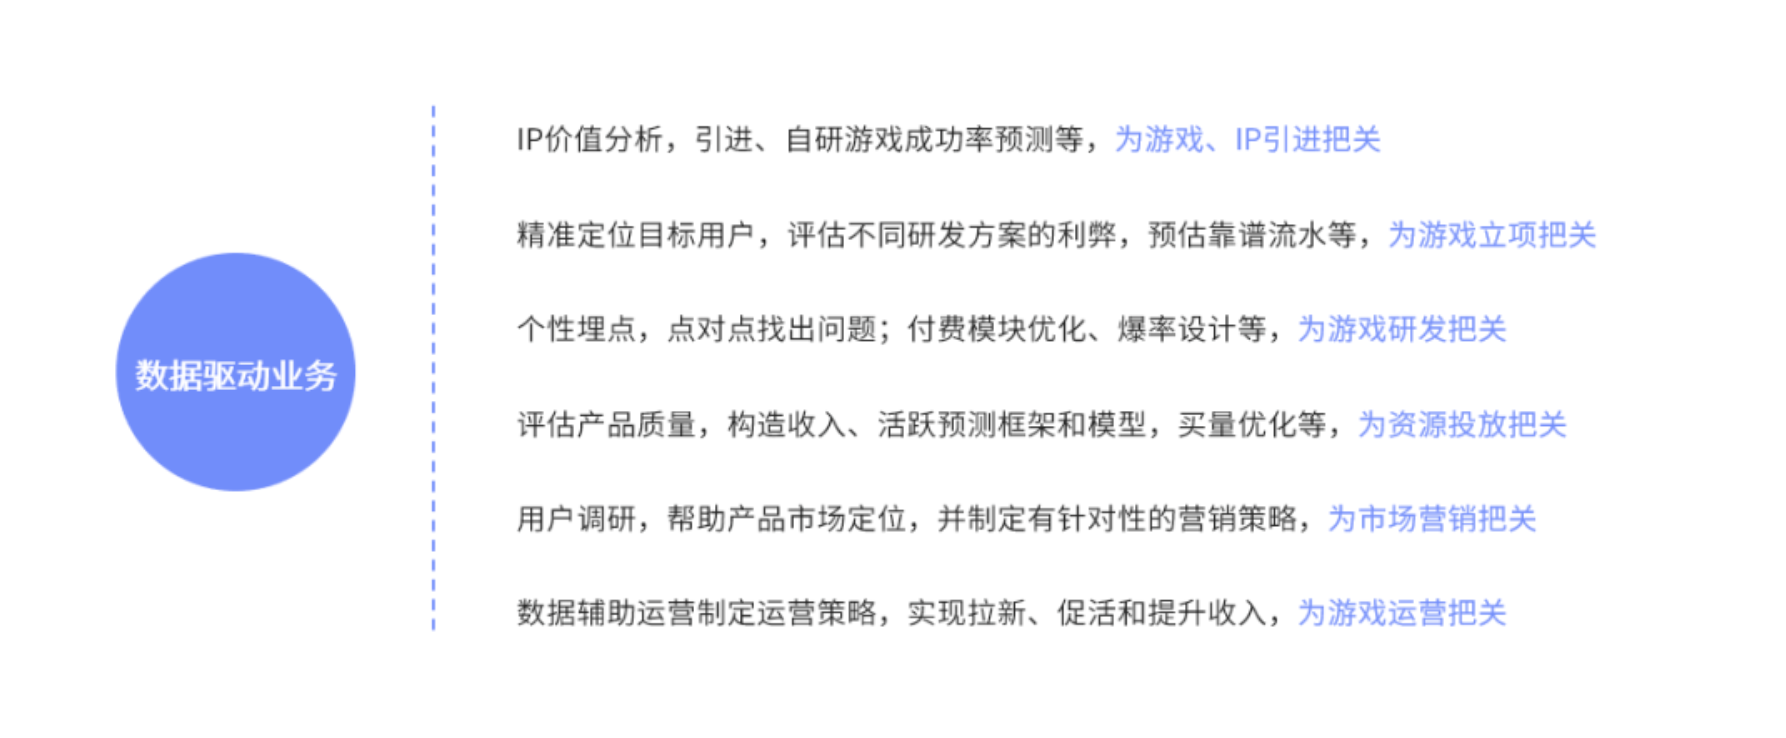 数据驱动业务
IP价值分析，引进、自研游戏成功率预测等，为游戏、IP引进把关
精准定位目标用户，评估不同研发方案的利弊，预估靠谱流水等，为游戏立项把关
个性埋点，点对点找出问题；付费模块优化、爆率设计等，为游戏研发把关
评估产品质量，构造收入、活跃预测框架和模型，买量优化等，为资源投放把关
用户调研，帮助产品市场定位，并制定有针对性的营销策略，为市场营销把关
数据辅助运营制定运营策略，实现拉新、促活和提升收入，为游戏运营把关